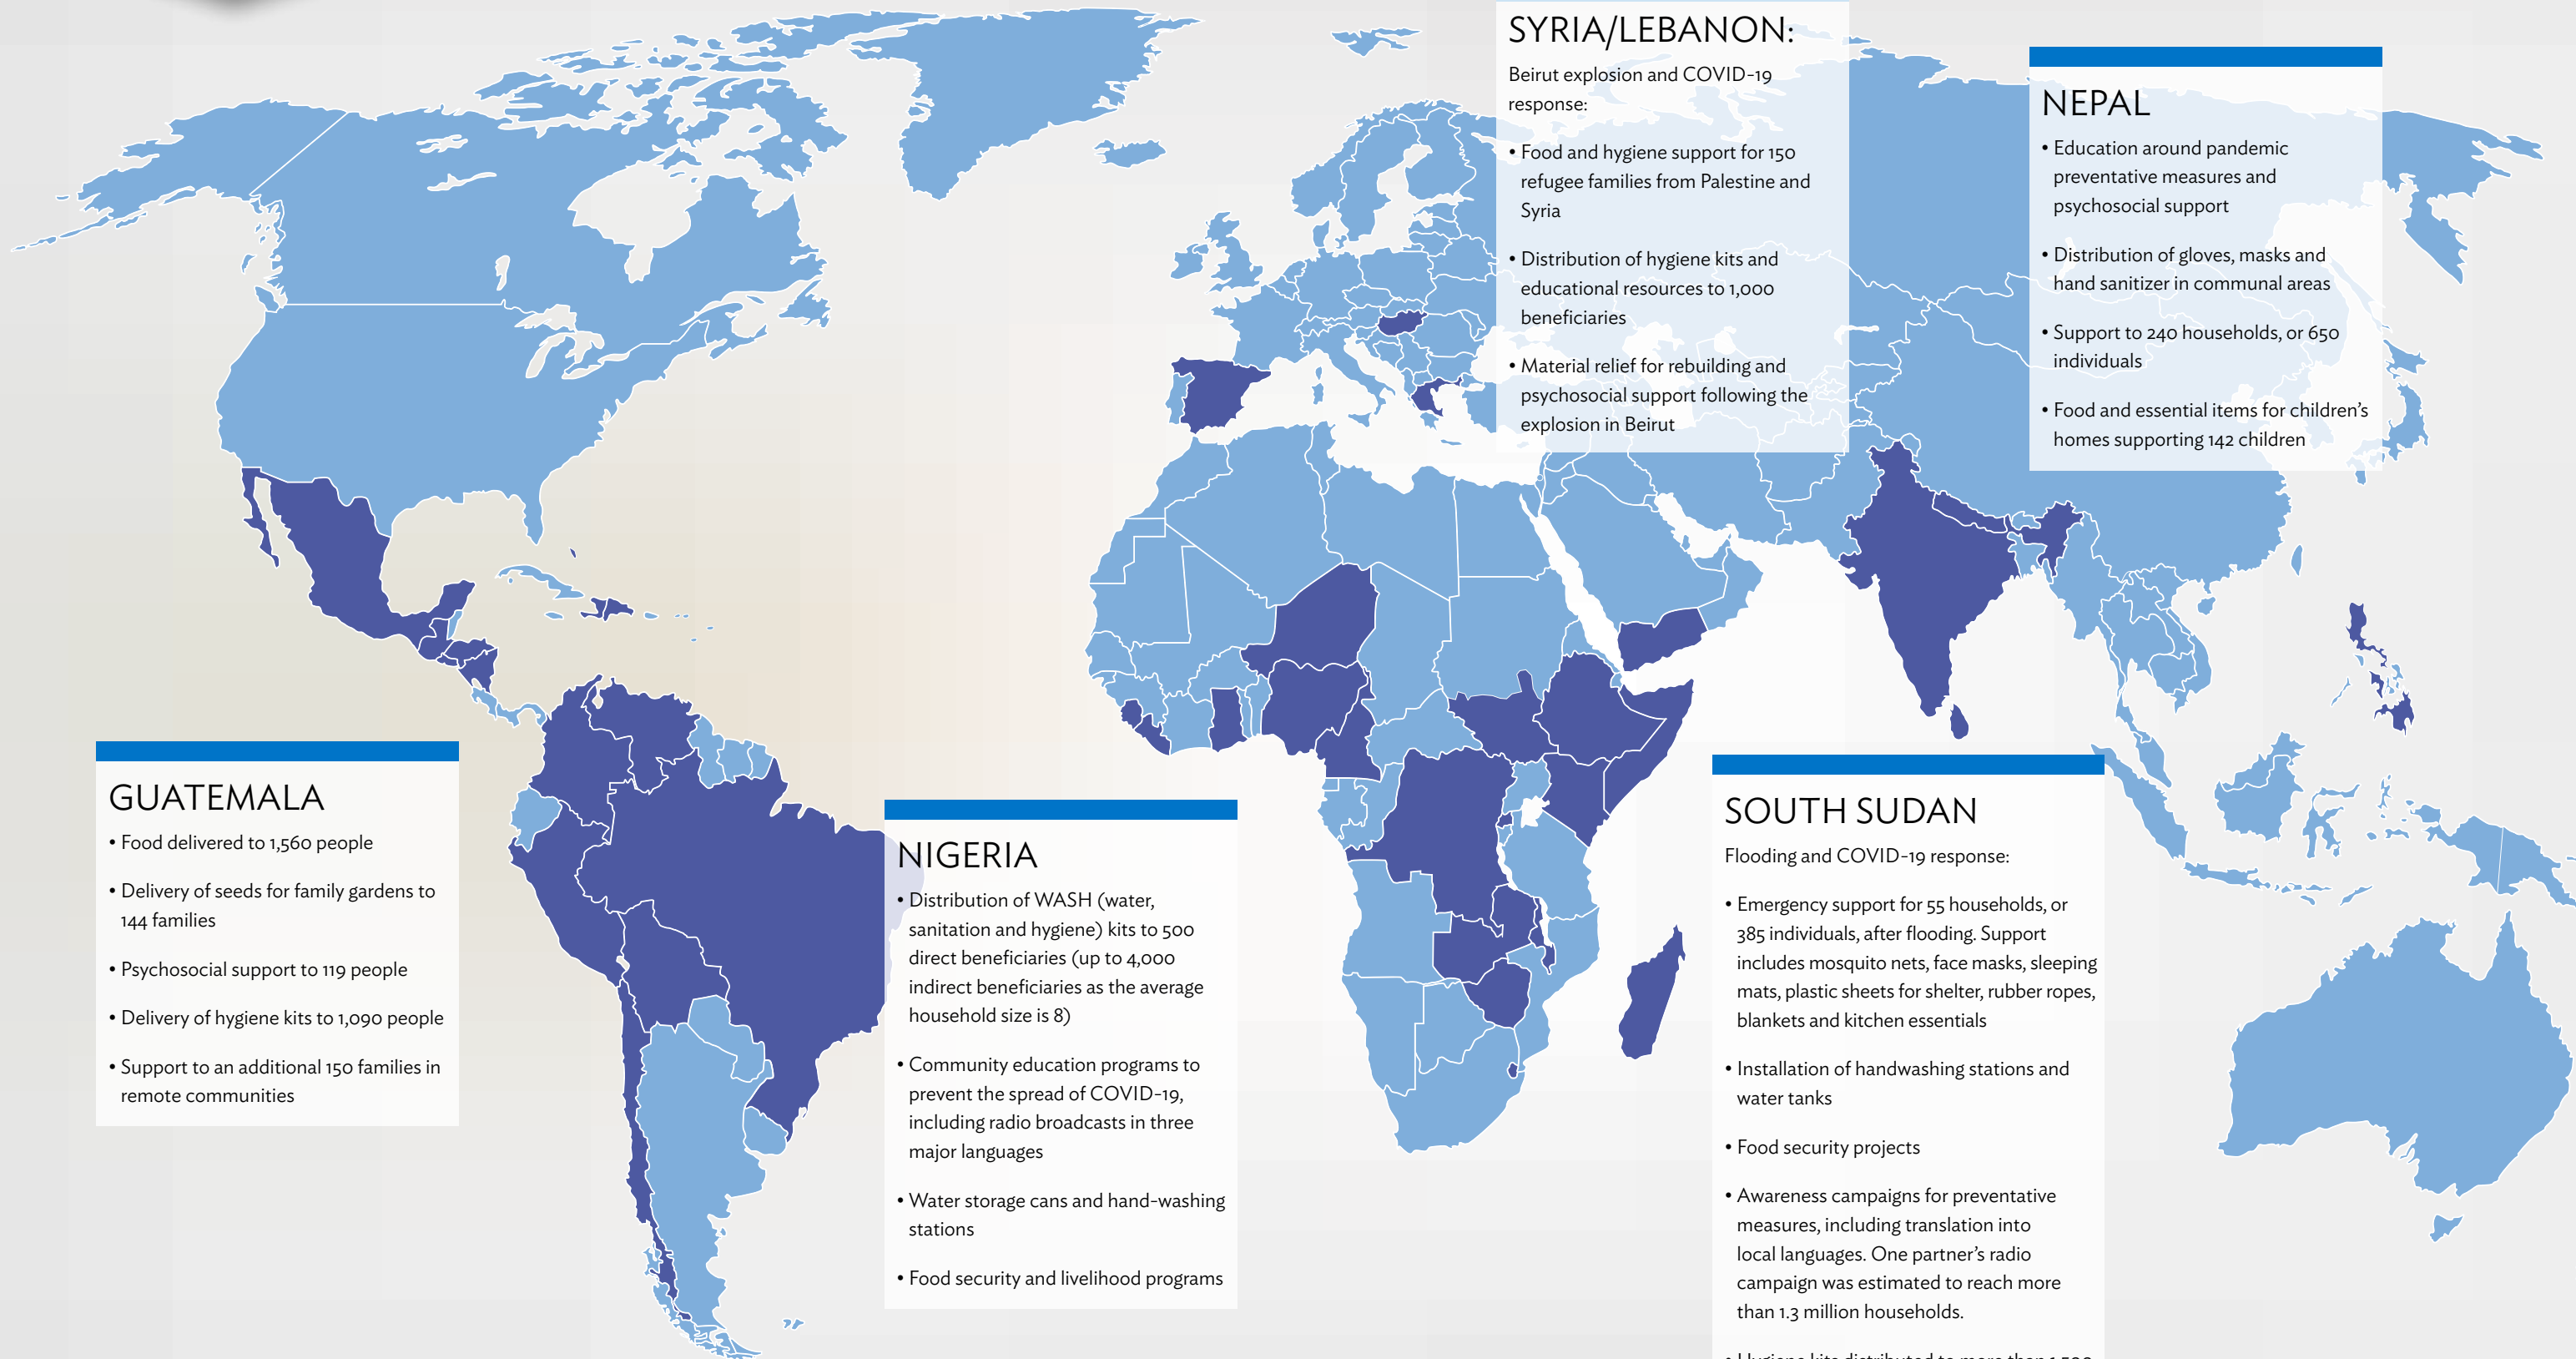 SYRIA/LEBANON:
Beirut explosion and COVID-19
response:
• Food and hygiene support for 150
refugee families from Palestine and
Syria
• Distribution of hygiene kits and
educational resources to 1,000
beneficiaries
• Material relief for rebuilding and
psychosocial support following the
explosion in Beirut
NEPAL
• Education around pandemic
preventative measures and
psychosocial support
• Distribution of gloves, masks and
hand sanitizer in communal areas
• Support to 240 households, or 650
individuals
• Food and essential items for children’s
homes supporting 142 children
GUATEMALA
• Food delivered to 1,560 people
• Delivery of seeds for family gardens to
144 families
• Psychosocial support to 119 people
• Delivery of hygiene kits to 1,090 people
• Support to an additional 150 families in
remote communities
NIGERIA
• Distribution of WASH (water,
sanitation and hygiene) kits to 500
direct beneficiaries (up to 4,000
indirect beneficiaries as the average
household size is 8)
• Community education programs to
prevent the spread of COVID-19,
including radio broadcasts in three
major languages
• Water storage cans and hand-washing
stations
• Food security and livelihood programs
SOUTH SUDAN
Flooding and COVID-19 response:
• Emergency support for 55 households, or
385 individuals, after flooding. Support
includes mosquito nets, face masks, sleeping
mats, plastic sheets for shelter, rubber ropes,
blankets and kitchen essentials
• Installation of handwashing stations and
water tanks
• Food security projects
• Awareness campaigns for preventative
measures, including translation into
local languages. One partner’s radio
campaign was estimated to reach more
than 1.3 million households.
• Hygiene kits distributed to more than